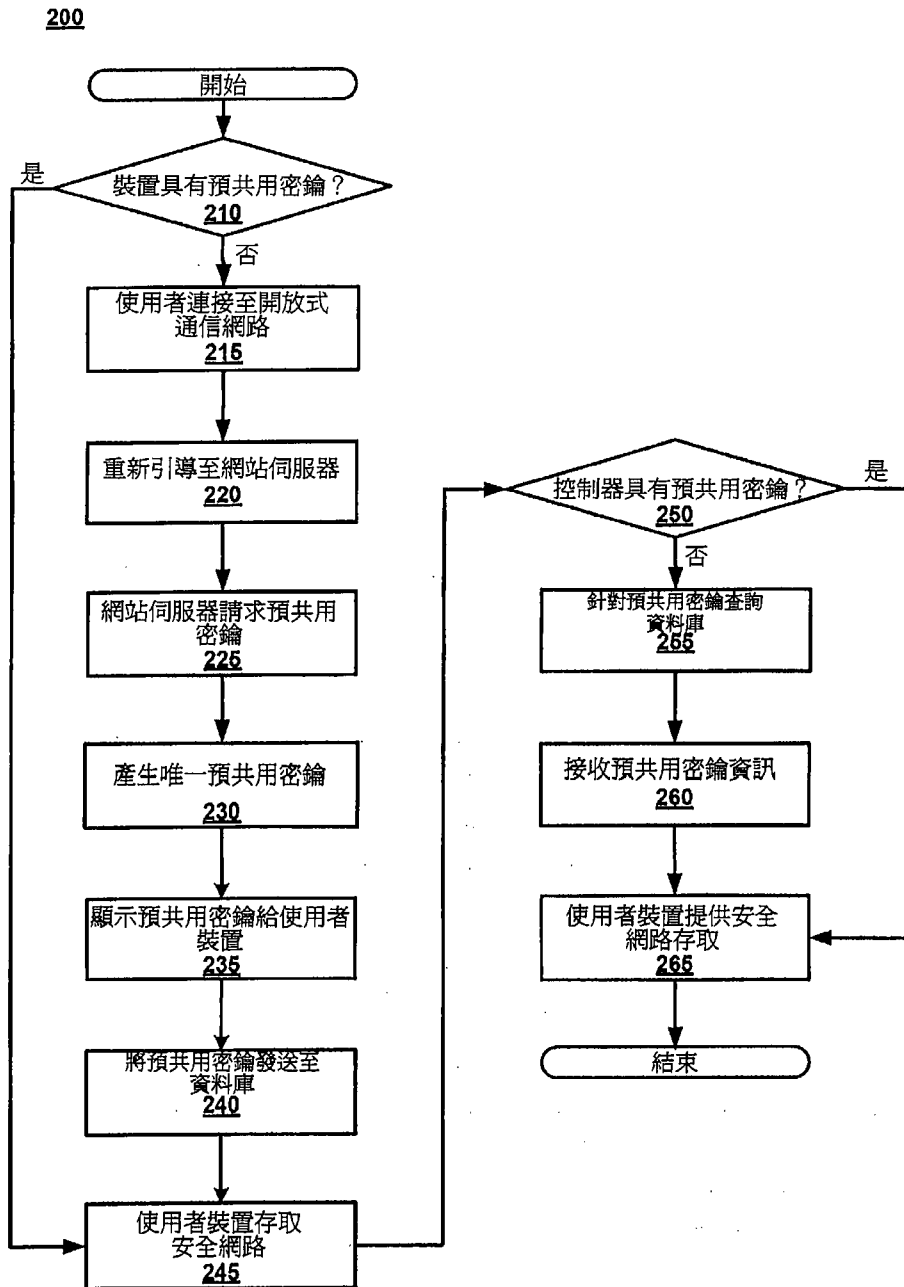 200
開始
是
裝置具有預共用密鑰？
210
否
使用者連接至開放式
通信網路
215
重新引導至網站伺服器
220
網站伺服器請求預共用
密鑰
225
產生唯一預共用密鑰
230
顯示預共用密鑰給使用者
裝置
235
將預共用密鑰發送至
資料庫
240
使用者裝置存取
安全網路
245
是
控制器具有預共用密鑰？
250
否
針對預共用密鑰查詢
資料庫
255
接收預共用密鑰資訊
260
使用者裝置提供安全
網路存取
265
結束